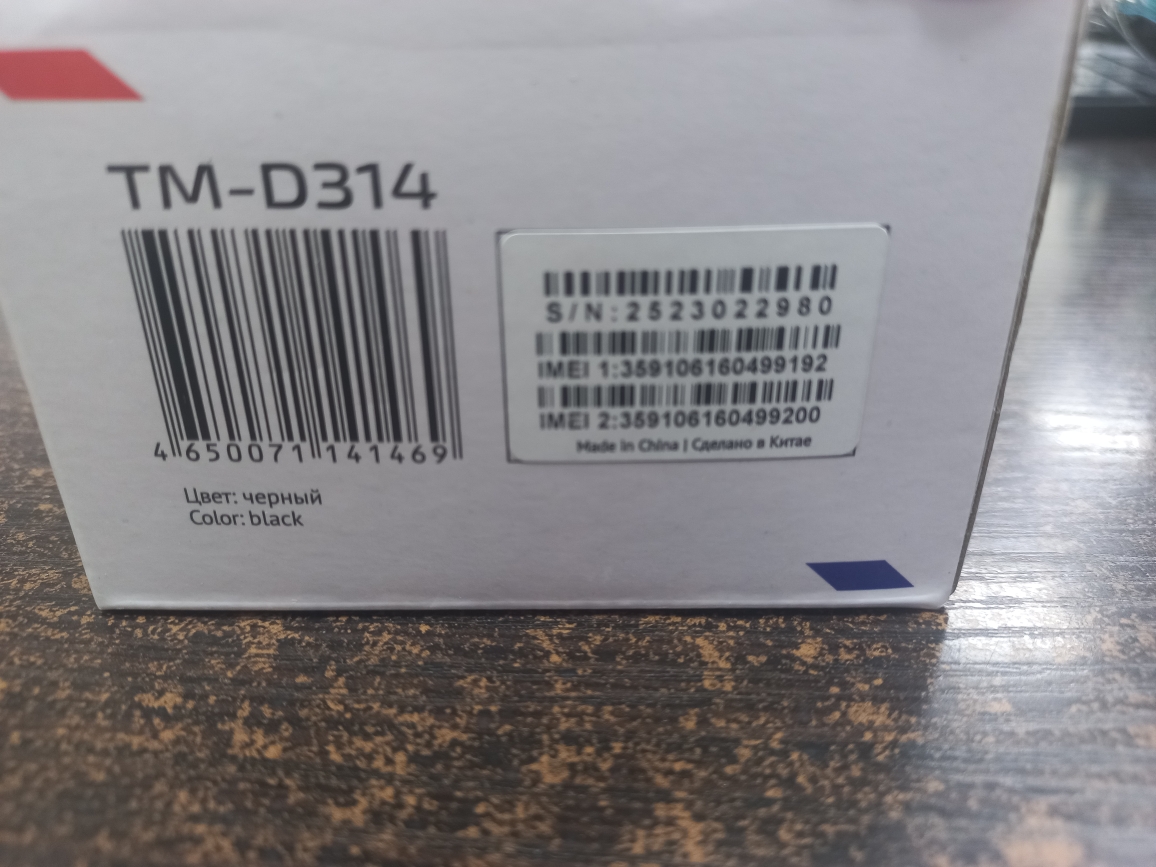 TM-D314
4 650071 141469
Цвет: черный
Color: black
S/N:2523022980
IMEI 1:359106160499192
IMEI 2:359106160499200
Made in China | Сделано в Китае